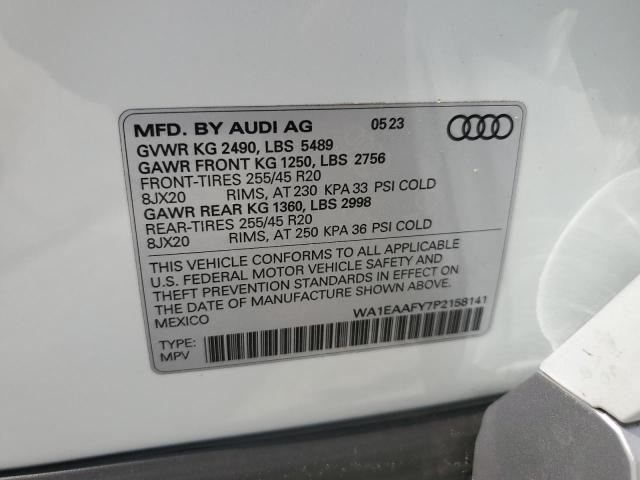 MFD. BY AUDI AG 05 23
GVWR KG 2490, LBS 5489
GAWR FRONT KG 1250, LBS 2756
FRONT-TIRES 255/45 R20
8JX20 RIMS, AT 230 KPA 33 PSI COLD
GAWR REAR KG 1360, LBS 2998
REAR-TIRES 255/45 R20
8JX20 RIMS, AT 250 KPA 36 PSI COLD
THIS VEHICLE CONFORMS TO ALL APPLICABLE
U.S. FEDERAL MOTOR VEHICLE SAFETY AND
THEFT PREVENTION STANDARDS IN EFFECT ON
THE DATE OF MANUFACTURE SHOWN ABOVE.
MEXICO
WA1EAAFY7P2158141
TYPE:
MPV